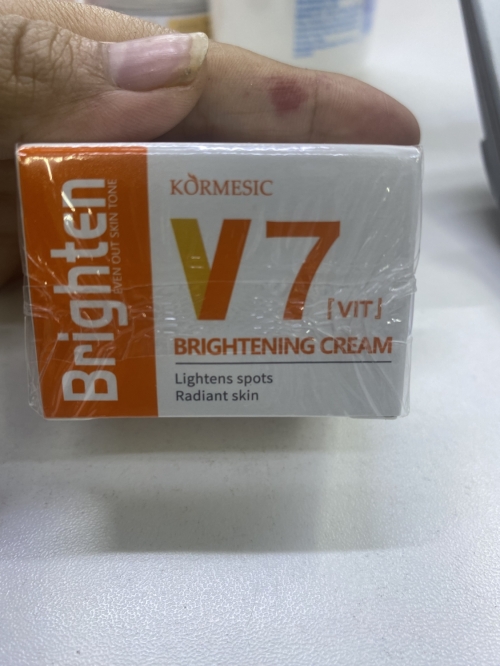 Brighten
EVEN OUT SKIN TONE
KORMESIC
V7
[VIT]
BRIGHTENING CREAM
Lightens spots
Radiant skin